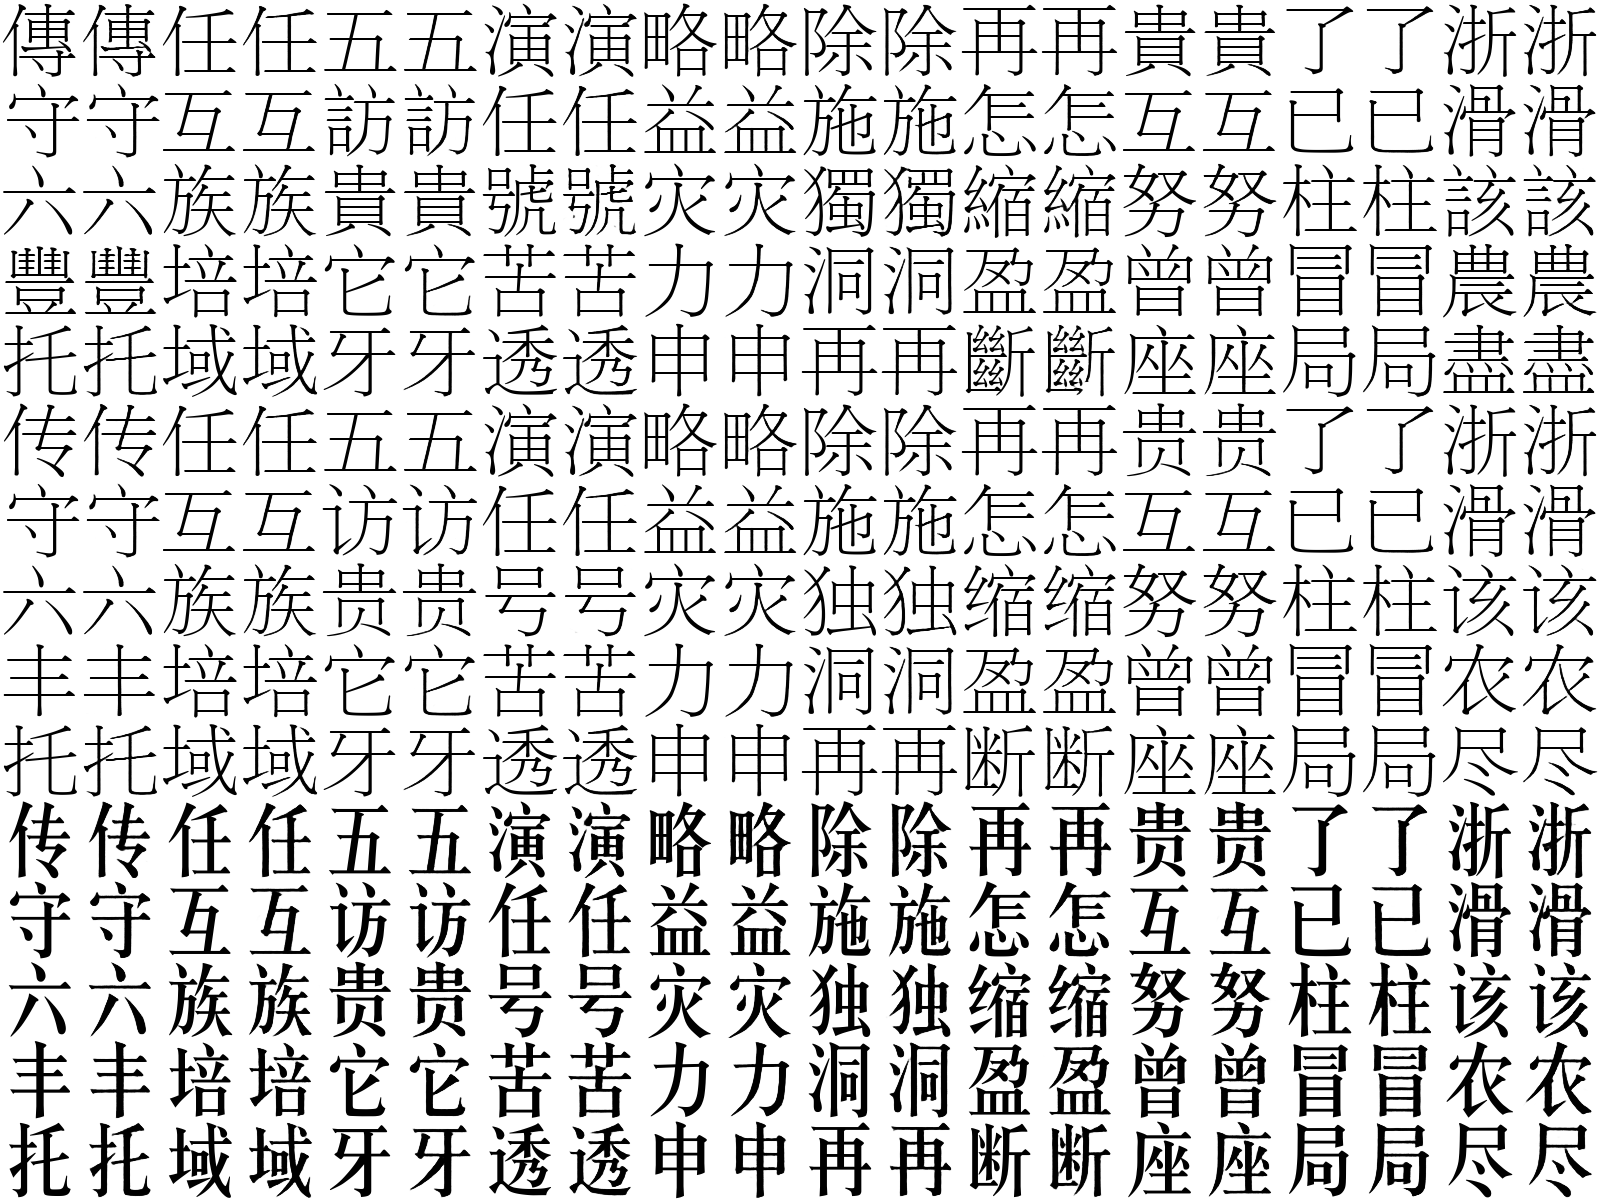 傳傳任任五五演演略略除除再再貴貴了了浙浙
守守互互訪訪任任益益施施怎怎互互已已滑滑
六六族族貴貴號號灾灾獨獨縮縮努努柱柱該該
豐豐培培它它苦苦力力洞洞盈盈曾曾冒冒農農
托托域域牙牙透透申申再再斷斷座座局局盡盡
传传任任五五演演略略除除再再贵贵了了浙浙
守守互互访访任任益益施施怎怎互互已已滑滑
六六族族贵贵号号灾灾独独缩缩努努柱柱该该
丰丰培培它它苦苦力力洞洞盈盈曾曾冒冒农农
托托域域牙牙透透申申再再断断座座局局尽尽
传传任任五五演演略略除除再再贵贵了了浙浙
守守互互访访任任益益施施怎怎互互已已滑滑
六六族族贵贵号号灾灾独独缩缩努努柱柱该该
丰丰培培它它苦苦力力洞洞盈盈曾曾冒冒农农
托托域域牙牙透透申申再再断断座座局局尽尽